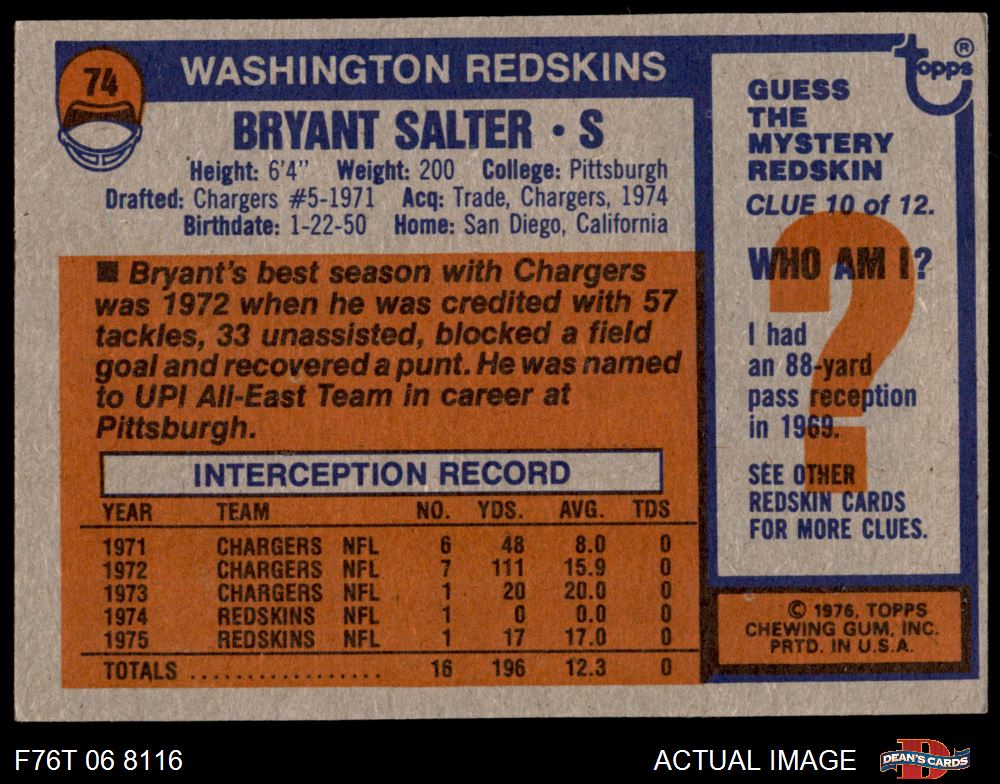 74
WASHINGTON REDSKINS
BRYANT SALTER • S
Height: 6'4" Weight: 200 College: Pittsburgh
Drafted: Chargers #5-1971 Acq: Trade, Chargers, 1974
Birthdate: 1-22-50 Home: San Diego, California
■ Bryant's best season with Chargers
was 1972 when he was credited with 57
tackles, 33 unassisted, blocked a field
goal and recovered a punt. He was named
to UPI All-East Team in career at
Pittsburgh.
INTERCEPTION RECORD
YEAR TEAM NO. YDS. AVG. TDS
1971 CHARGERS NFL 6 48 8.0 0
1972 CHARGERS NFL 7 111 15.9 0
1973 CHARGERS NFL 1 20 20.0 0
1974 REDSKINS NFL 1 0 0.0 0
1975 REDSKINS NFL 1 17 17.0 0
TOTALS .................. 16 196 12.3 0
topps ®
GUESS
THE
MYSTERY
REDSKIN
CLUE 10 of 12.
WHO AM I?
?
I had
an 88-yard
pass reception
in 1969.
SEE OTHER
REDSKIN CARDS
FOR MORE CLUES.
© 1976, TOPPS
CHEWING GUM, INC.
PRTD. IN U.S.A.
F76T 06 8116
ACTUAL IMAGE
DEAN'S CARDS